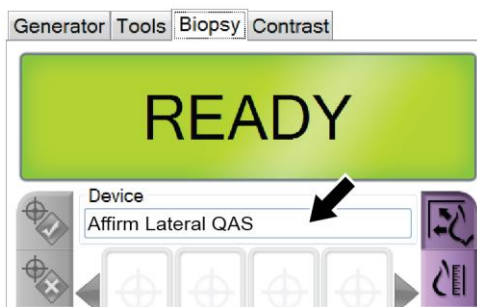 Generator Tools Biopsy Contrast
READY
Device
Affirm Lateral QAS